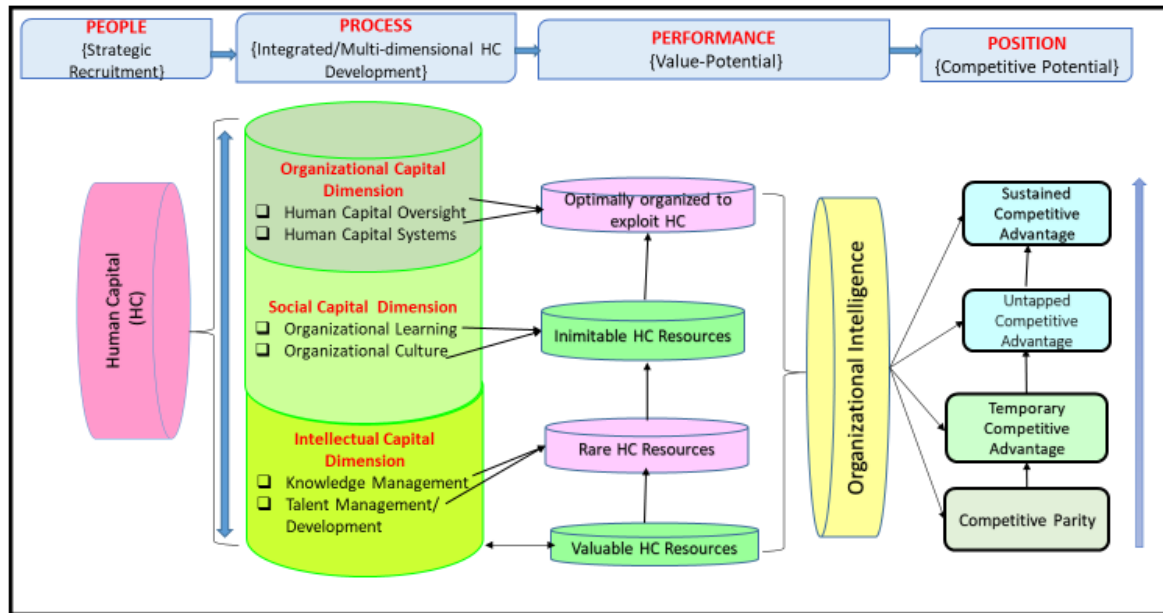 PEOPLE
{Strategic
Recruitment}
PROCESS
{Integrated/Multi-dimensional HC
Development}
PERFORMANCE
{Value-Potential}
POSITION
{Competitive Potential}
Human Capital
(HC)
Organizational Capital
Dimension
❑ Human Capital Oversight
❑ Human Capital Systems
Social Capital Dimension
❑ Organizational Learning
❑ Organizational Culture
Intellectual Capital
Dimension
❑ Knowledge Management
❑ Talent Management/
Development
Optimally organized to
exploit HC
Inimitable HC Resources
Rare HC Resources
Valuable HC Resources
Organizational Intelligence
Sustained
Competitive
Advantage
Untapped
Competitive
Advantage
Temporary
Competitive
Advantage
Competitive Parity